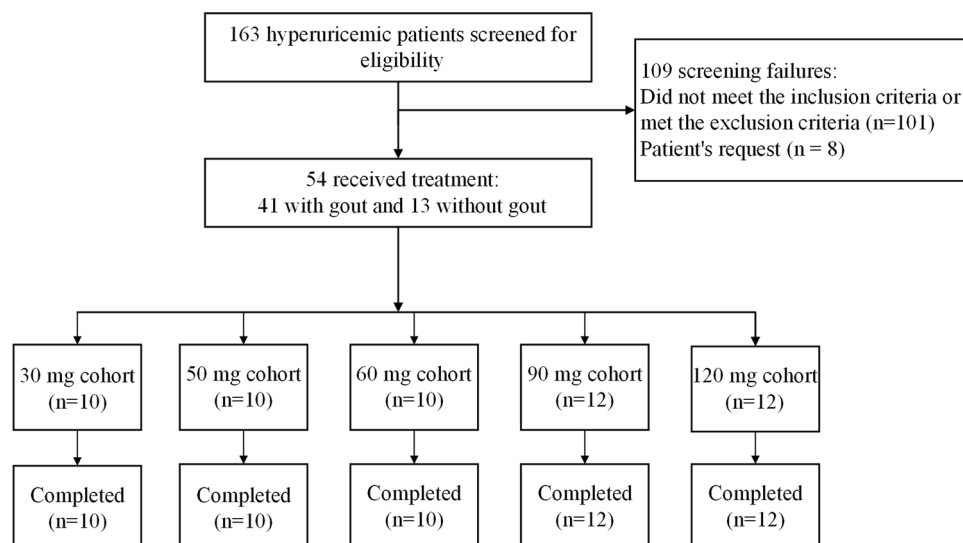 163 hyperuricemic patients screened for
eligibility
109 screening failures:
Did not meet the inclusion criteria or
met the exclusion criteria (n=101)
Patient's request (n = 8)
54 received treatment:
41 with gout and 13 without gout
30 mg cohort
(n=10)
50 mg cohort
(n=10)
60 mg cohort
(n=10)
90 mg cohort
(n=12)
120 mg cohort
(n=12)
Completed
(n=10)
Completed
(n=10)
Completed
(n=10)
Completed
(n=12)
Completed
(n=12)